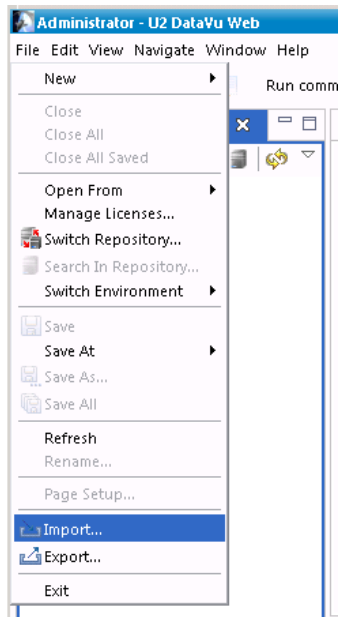 Administrator - U2 DataVu Web
File Edit View Navigate Window Help
New
Run comm
Close
Close All
Close All Saved
Open From
Manage Licenses...
Switch Repository...
Search In Repository...
Switch Environment
Save
Save At
Save As...
Save All
Refresh
Rename...
Page Setup...
Import...
Export...
Exit